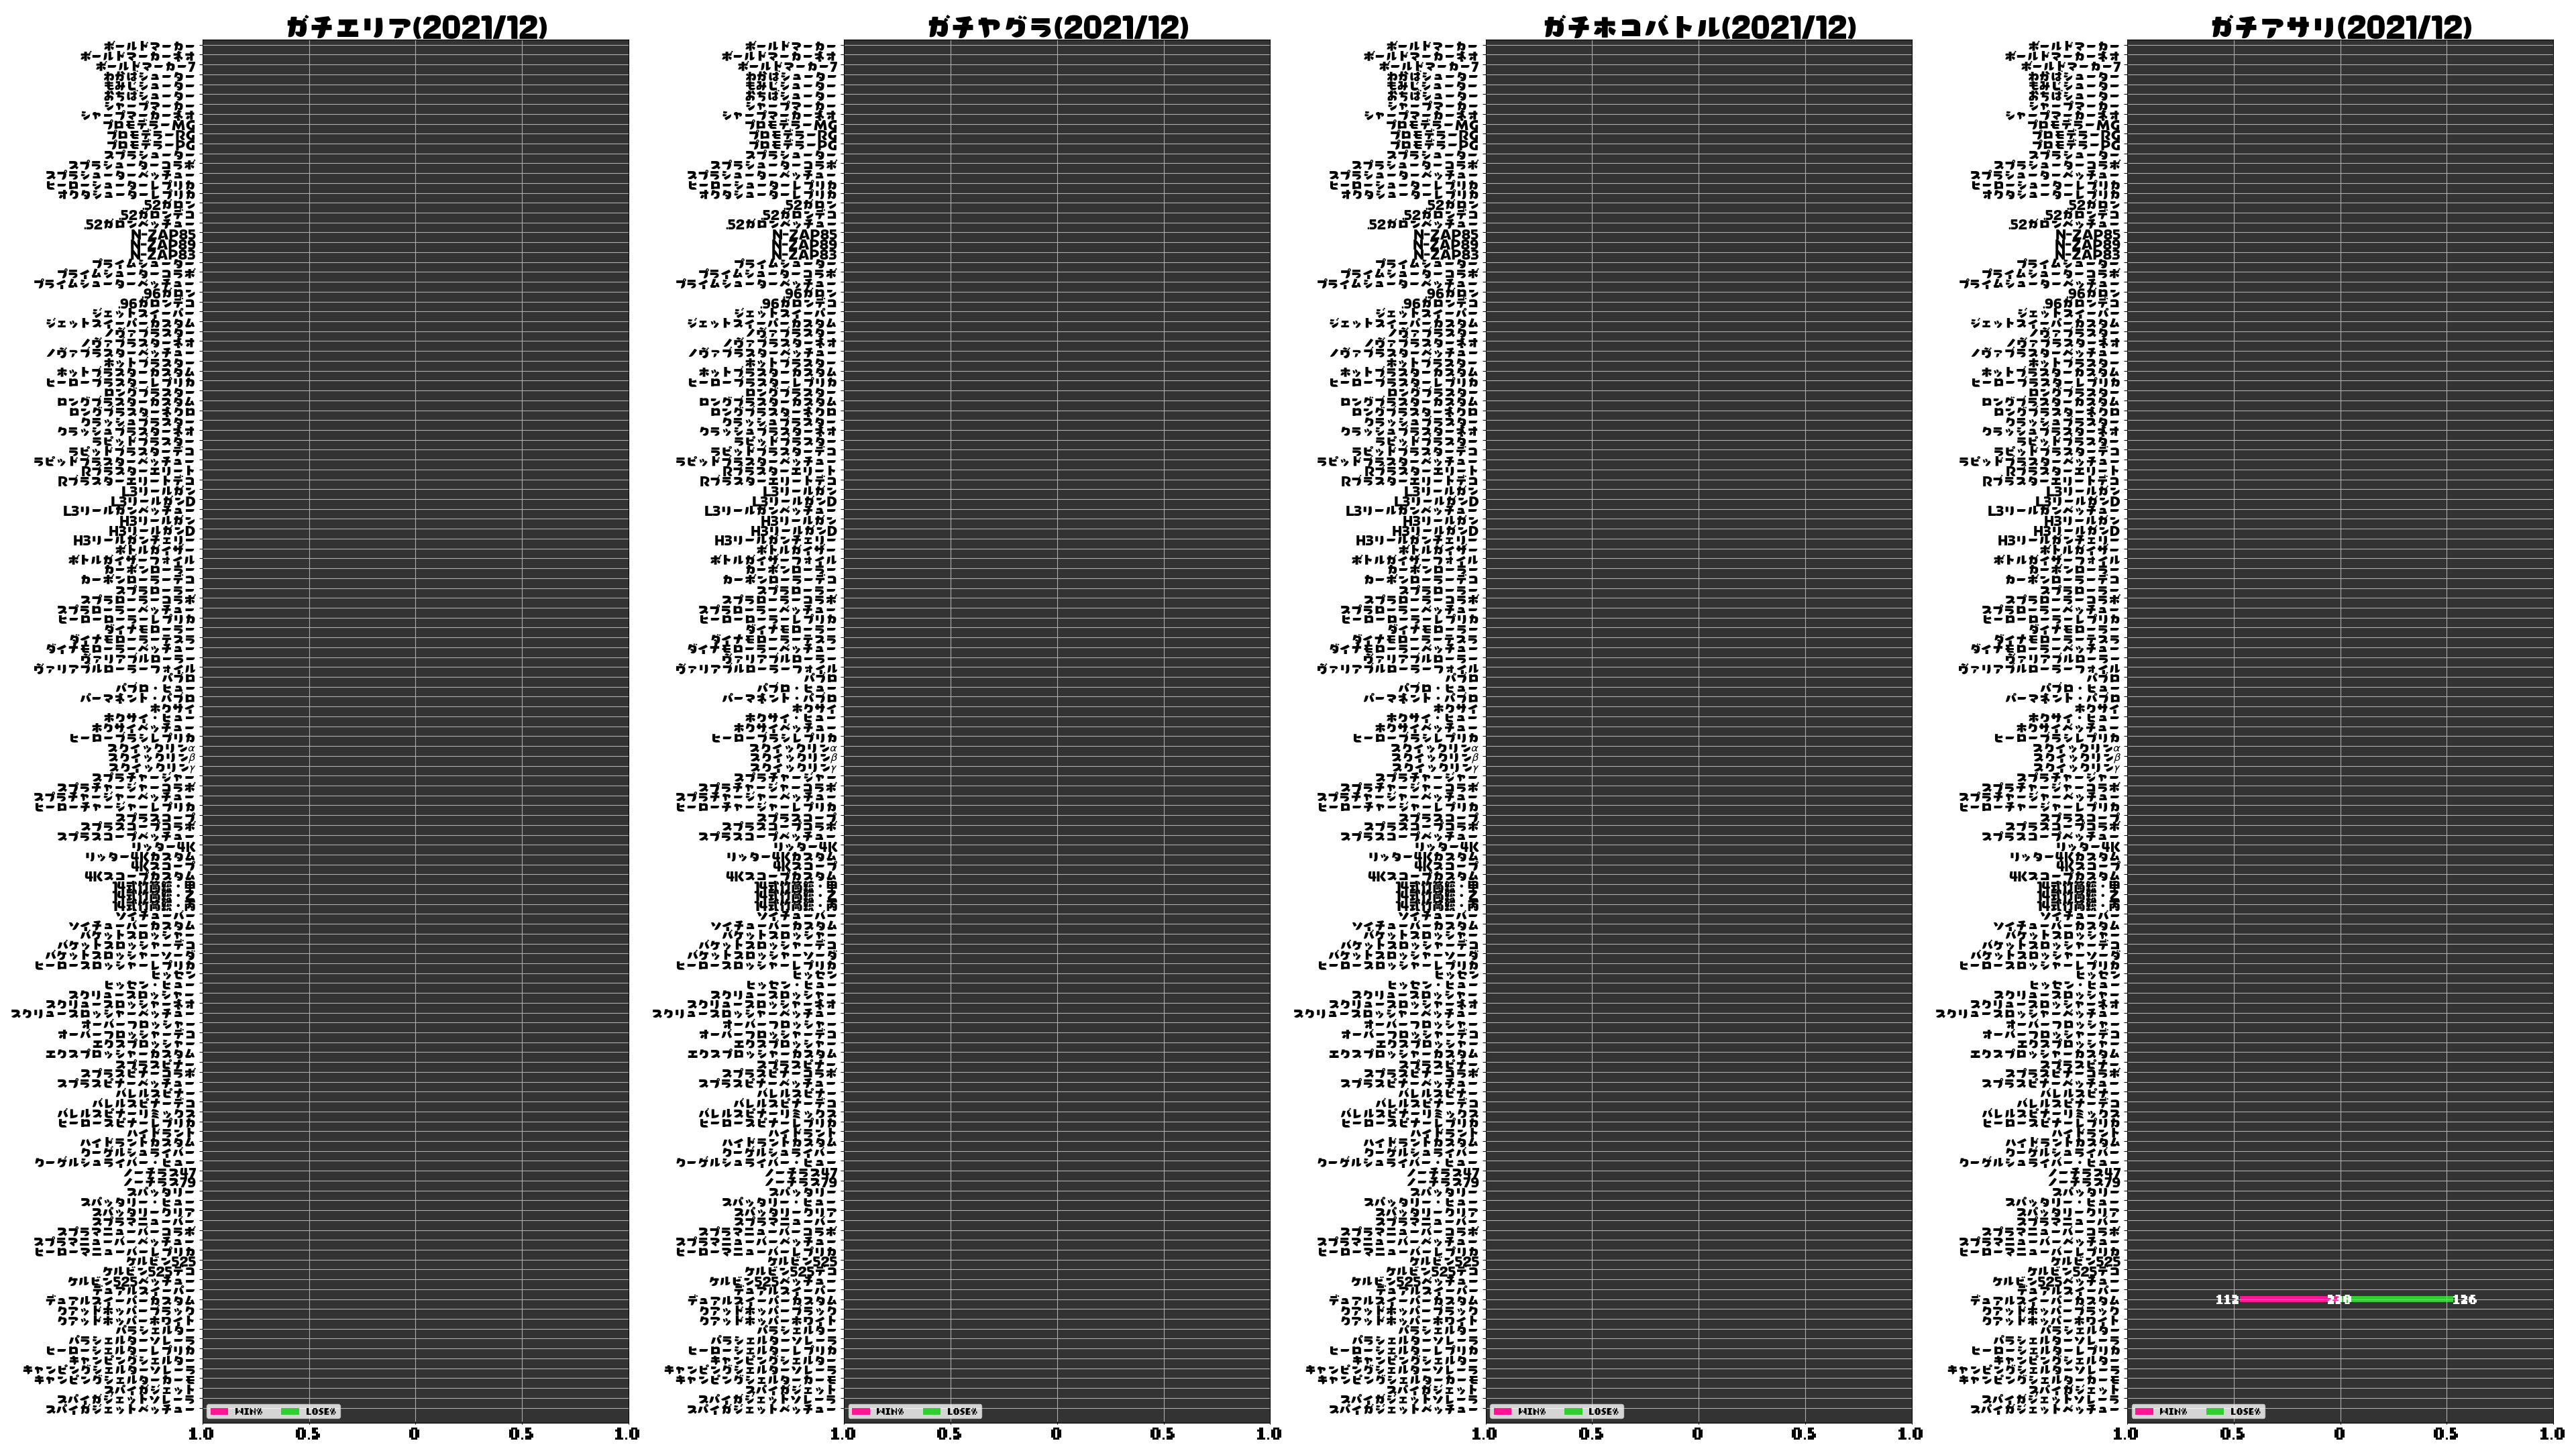 ガチエリア(2021/12)
ガチヤグラ(2021/12)
ガチホコバトル(2021/12)
ガチアサリ(2021/12)
ボールドマーカー
ボールドマーカーネオ
ボールドマーカー7
わかばシューター
もみじシューター
おちばシューター
シャープマーカー
シャープマーカーネオ
プロモデラーMG
プロモデラーRG
プロモデラーPG
スプラシューター
スプラシューターコラボ
スプラシューターベッチュー
ヒーローシューターレプリカ
オクタシューターレプリカ
.52ガロン
.52ガロンデコ
.52ガロンベッチュー
N-ZAP85
N-ZAP89
N-ZAP83
プライムシューター
プライムシューターコラボ
プライムシューターベッチュー
.96ガロン
.96ガロンデコ
ジェットスイーパー
ジェットスイーパーカスタム
ノヴァブラスター
ノヴァブラスターネオ
ノヴァブラスターベッチュー
ホットブラスター
ホットブラスターカスタム
ヒーローブラスターレプリカ
ロングブラスター
ロングブラスターカスタム
ロングブラスターネクロ
クラッシュブラスター
クラッシュブラスターネオ
ラピッドブラスター
ラピッドブラスターデコ
ラピッドブラスターベッチュー
Rブラスターエリート
Rブラスターエリートデコ
L3リールガン
L3リールガンD
L3リールガンベッチュー
H3リールガン
H3リールガンD
H3リールガンチェリー
ボトルガイザー
ボトルガイザーフォイル
カーボンローラー
カーボンローラーデコ
スプラローラー
スプラローラーコラボ
スプラローラーベッチュー
ヒーローローラーレプリカ
ダイナモローラー
ダイナモローラーテスラ
ダイナモローラーベッチュー
ヴァリアブルローラー
ヴァリアブルローラーフォイル
パブロ
パブロ・ヒュー
パーマネント・パブロ
ホクサイ
ホクサイ・ヒュー
ホクサイベッチュー
ヒーローブラシレプリカ
スクイックリンα
スクイックリンβ
スクイックリンγ
スプラチャージャー
スプラチャージャーコラボ
スプラチャージャーベッチュー
ヒーローチャージャーレプリカ
スプラスコープ
スプラスコープコラボ
スプラスコープベッチュー
リッター4K
リッター4Kカスタム
4Kスコープ
4Kスコープカスタム
14式竹筒銃・甲
14式竹筒銃・乙
14式竹筒銃・丙
ソイチューバー
ソイチューバーカスタム
バケットスロッシャー
バケットスロッシャーデコ
バケットスロッシャーソーダ
ヒーロースロッシャーレプリカ
ヒッセン
ヒッセン・ヒュー
スクリュースロッシャー
スクリュースロッシャーネオ
スクリュースロッシャーベッチュー
オーバーフロッシャー
オーバーフロッシャーデコ
エクスプロッシャー
エクスプロッシャーカスタム
スプラスピナー
スプラスピナーコラボ
スプラスピナーベッチュー
バレルスピナー
バレルスピナーデコ
バレルスピナーリミックス
ヒーロースピナーレプリカ
ハイドラント
ハイドラントカスタム
クーゲルシュライバー
クーゲルシュライバー・ヒュー
ノーチラス47
ノーチラス79
スパッタリー
スパッタリー・ヒュー
スパッタリークリア
スプラマニューバー
スプラマニューバーコラボ
スプラマニューバーベッチュー
ヒーローマニューバーレプリカ
ケルビン525
ケルビン525デコ
ケルビン525ベッチュー
デュアルスイーパー
デュアルスイーパーカスタム
112 238 126
クアッドホッパーブラック
クアッドホッパーホワイト
パラシェルター
パラシェルターソレーラ
ヒーローシェルターレプリカ
キャンピングシェルター
キャンピングシェルターソレーラ
キャンピングシェルターカーモ
スパイガジェット
スパイガジェットソレーラ
スパイガジェットベッチュー
WIN% LOSE%
WIN% LOSE%
WIN% LOSE%
WIN% LOSE%
1.0 0.5 0 0.5 1.0
1.0 0.5 0 0.5 1.0
1.0 0.5 0 0.5 1.0
1.0 0.5 0 0.5 1.0